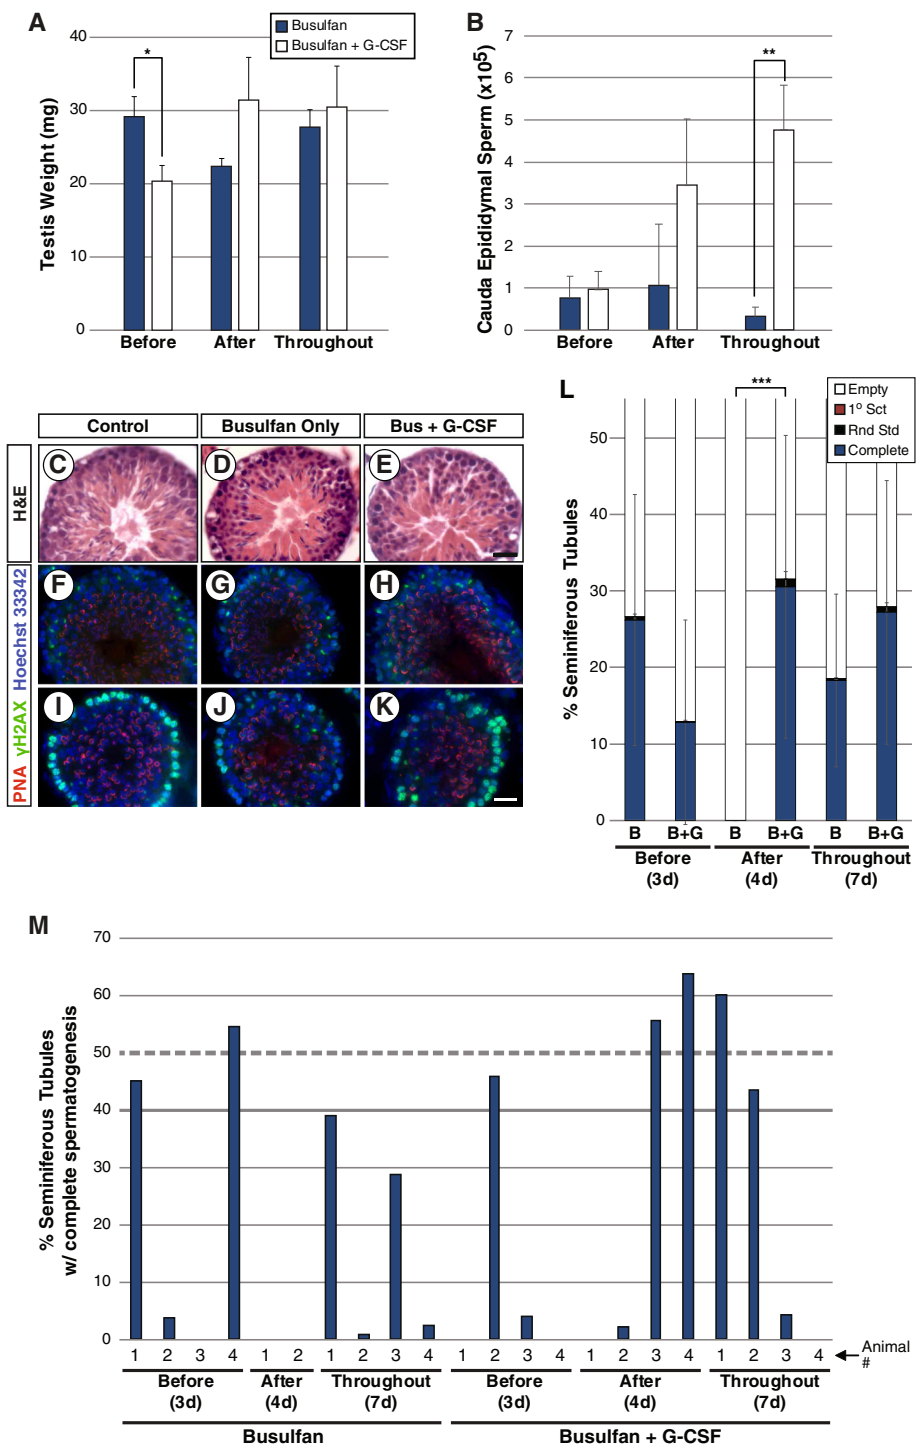 A
Busulfan
Busulfan + G-CSF
Testis Weight (mg)
40
30
20
10
0
*
Before
After
Throughout
B
Cauda Epididymal Sperm (x10⁵)
7
6
5
4
3
2
1
0
**
Before
After
Throughout
Control
Busulfan Only
Bus + G-CSF
H&E
C
D
E
PNA γH2AX Hoechst 33342
F
G
H
I
J
K
L
Empty
1º Sct
Rnd Std
Complete
***
% Seminiferous Tubules
50
40
30
20
10
0
B B+G B B+G B B+G
Before After Throughout
(3d) (4d) (7d)
M
% Seminiferous Tubules
w/ complete spermatogenesis
70
60
50
40
30
20
10
0
1 2 3 4 1 2 1 2 3 4 1 2 3 4 1 2 3 4 1 2 3 4
Animal
#
Before After Throughout Before After Throughout
(3d) (4d) (7d) (3d) (4d) (7d)
Busulfan Busulfan + G-CSF